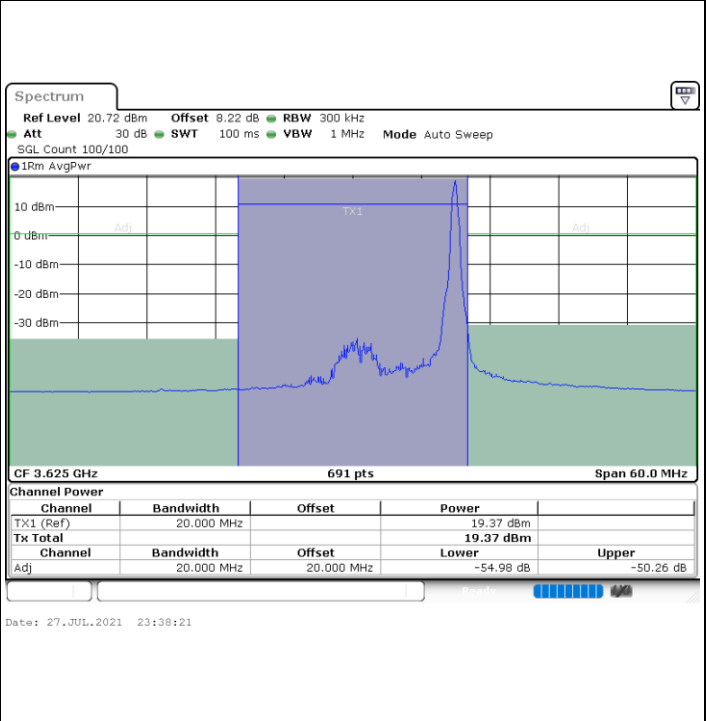 Spectrum
Ref Level 20.72 dBm Offset 8.22 dB RBW 300 kHz
Att 30 dB SWT 100 ms VBW 1 MHz Mode Auto Sweep
SGL Count 100/100
1Rm AvgPwr
10 dBm
TX1
Adj Adj
0 dBm
-10 dBm
-20 dBm
-30 dBm
CF 3.625 GHz 691 pts Span 60.0 MHz
Channel Power
Channel Bandwidth Offset Power
TX1 (Ref) 20.000 MHz 19.37 dBm
Tx Total 19.37 dBm
Channel Bandwidth Offset Lower Upper
Adj 20.000 MHz 20.000 MHz -54.98 dB -50.26 dB
Ready
Date: 27.JUL.2021 23:38:21